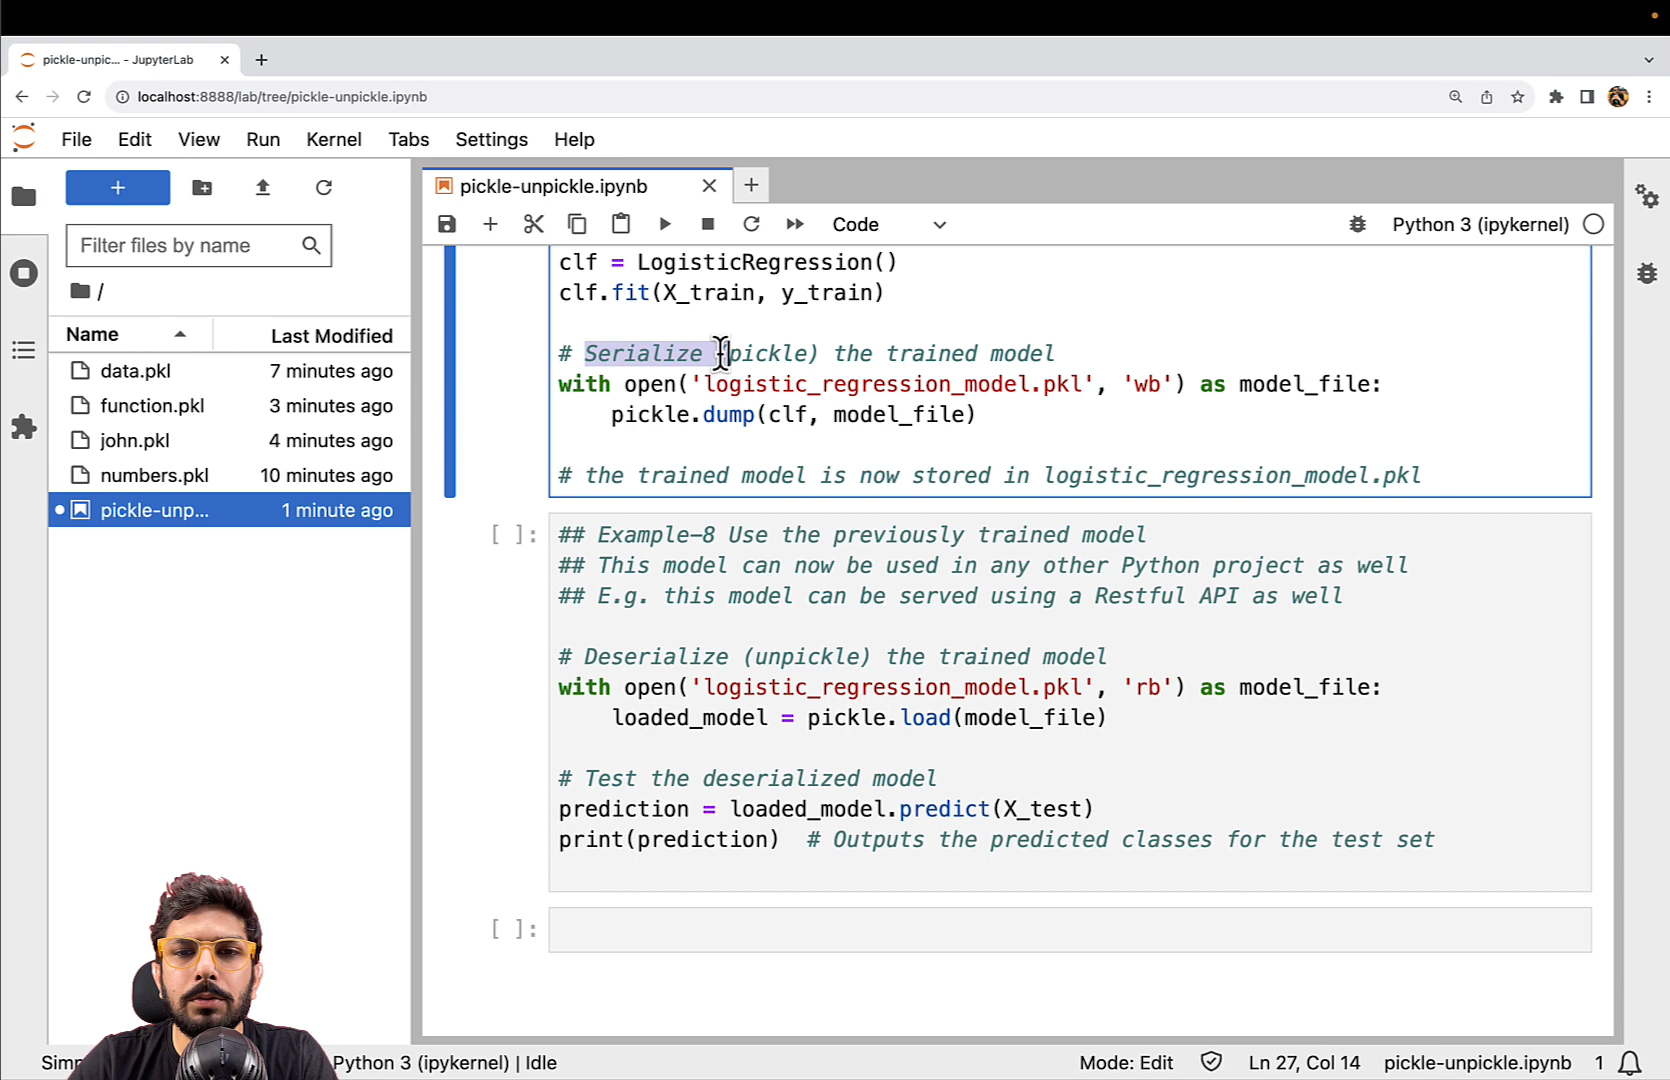 pickle-unpic... - JupyterLab
localhost:8888/lab/tree/pickle-unpickle.ipynb
File Edit View Run Kernel Tabs Settings Help
pickle-unpickle.ipynb
Filter files by name
Code
Python 3 (ipykernel)
/
Name Last Modified
data.pkl 7 minutes ago
function.pkl 3 minutes ago
john.pkl 4 minutes ago
numbers.pkl 10 minutes ago
pickle-unp... 1 minute ago
clf = LogisticRegression()
clf.fit(X_train, y_train)
# Serialize (pickle) the trained model
with open('logistic_regression_model.pkl', 'wb') as model_file:
    pickle.dump(clf, model_file)
# the trained model is now stored in logistic_regression_model.pkl
[ ]:
## Example-8 Use the previously trained model
## This model can now be used in any other Python project as well
## E.g. this model can be served using a Restful API as well
# Deserialize (unpickle) the trained model
with open('logistic_regression_model.pkl', 'rb') as model_file:
    loaded_model = pickle.load(model_file)
# Test the deserialized model
prediction = loaded_model.predict(X_test)
print(prediction)  # Outputs the predicted classes for the test set
[ ]:
Python 3 (ipykernel) | Idle
Mode: Edit
Ln 27, Col 14
pickle-unpickle.ipynb
1